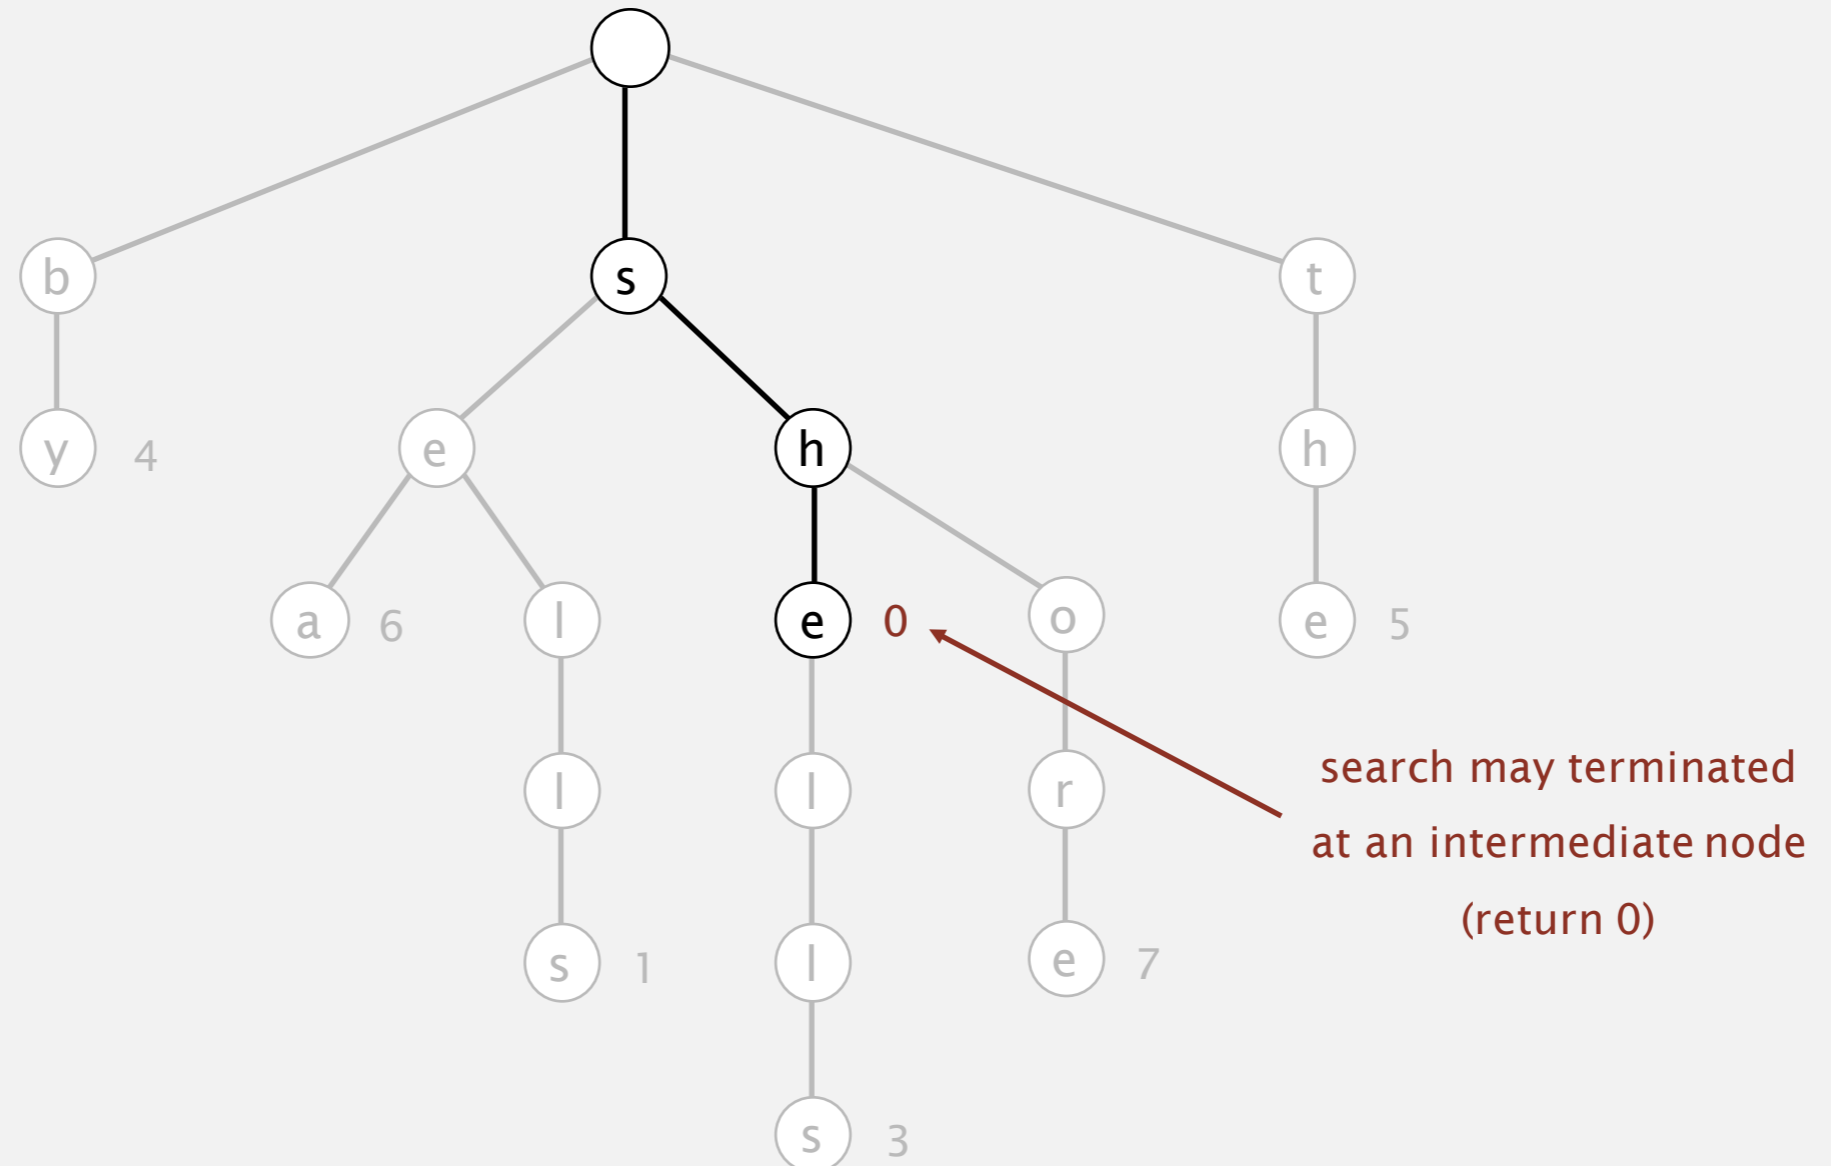 b
s
t
y 4
e
h
h
a 6
l
e 0
o
e 5
l
l
r
search may terminated
at an intermediate node
(return 0)
s 1
l
e 7
s 3